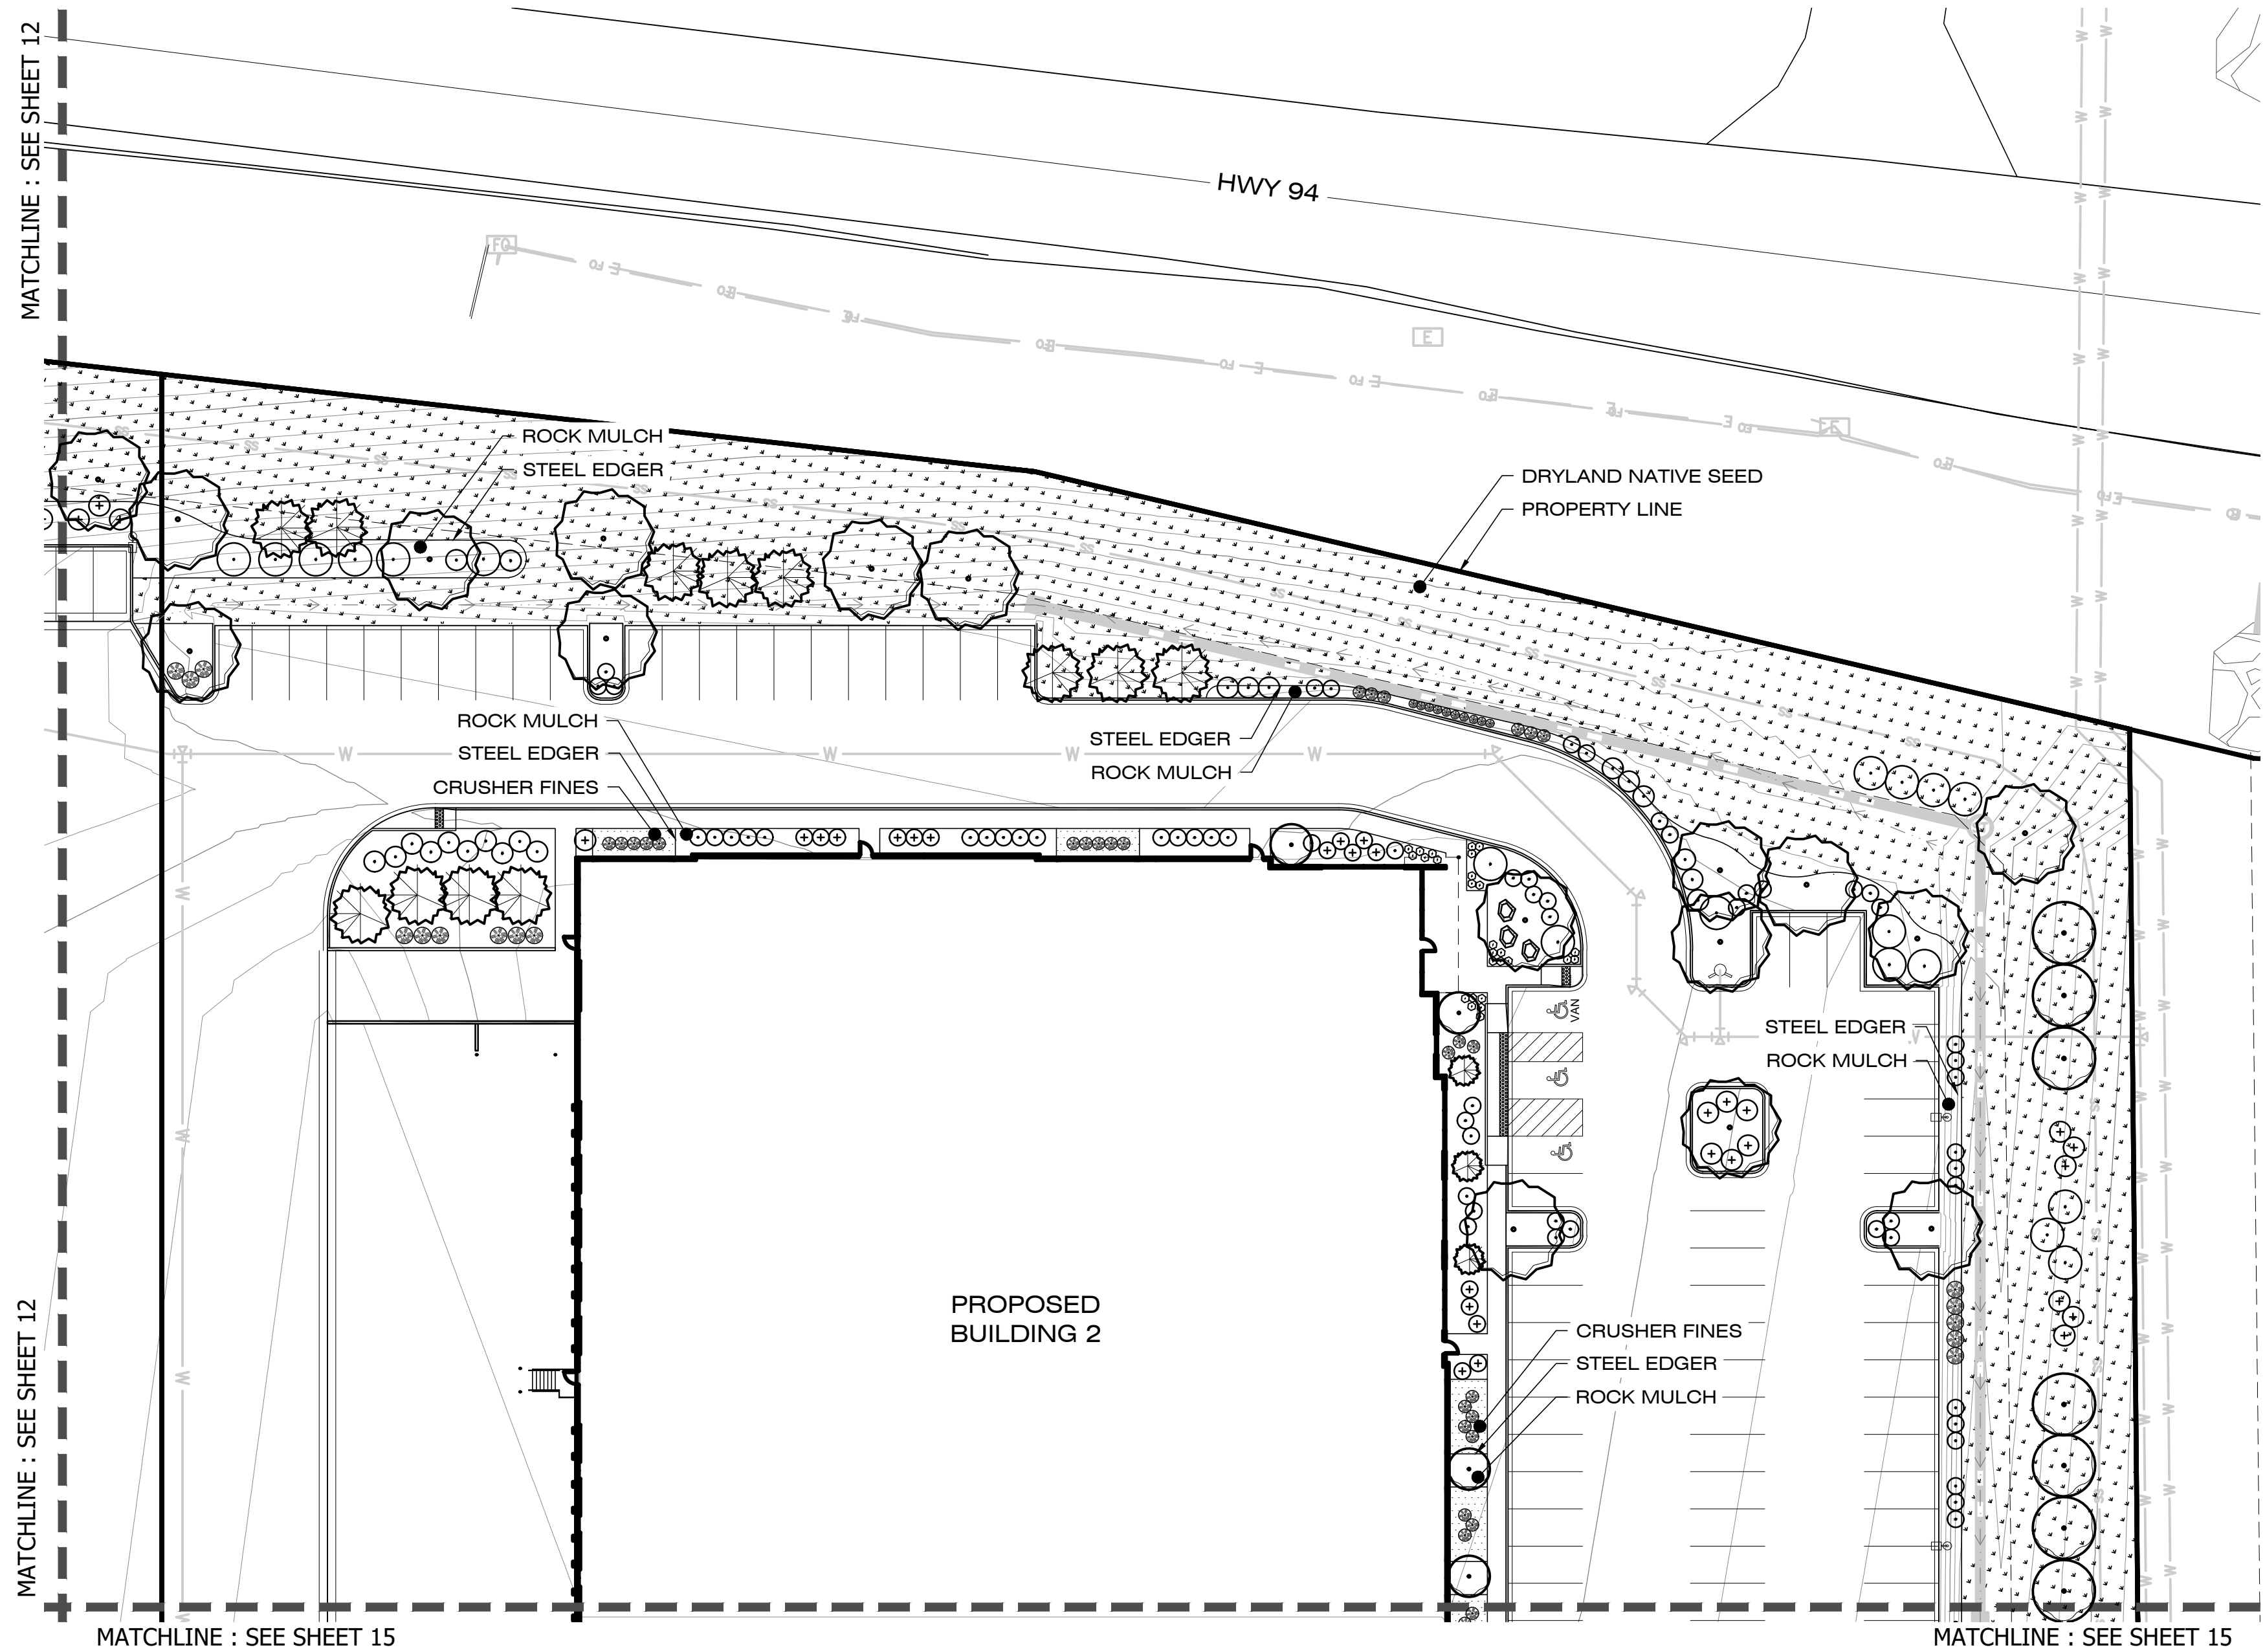 MATCHLINE : SEE SHEET 12
HWY 94
FO
E
ROCK MULCH
STEEL EDGER
DRYLAND NATIVE SEED
PROPERTY LINE
ROCK MULCH
STEEL EDGER
CRUSHER FINES
STEEL EDGER
ROCK MULCH
W W W W W
VAN
STEEL EDGER
ROCK MULCH
PROPOSED
BUILDING 2
CRUSHER FINES
STEEL EDGER
ROCK MULCH
MATCHLINE : SEE SHEET 12
MATCHLINE : SEE SHEET 15
MATCHLINE : SEE SHEET 15